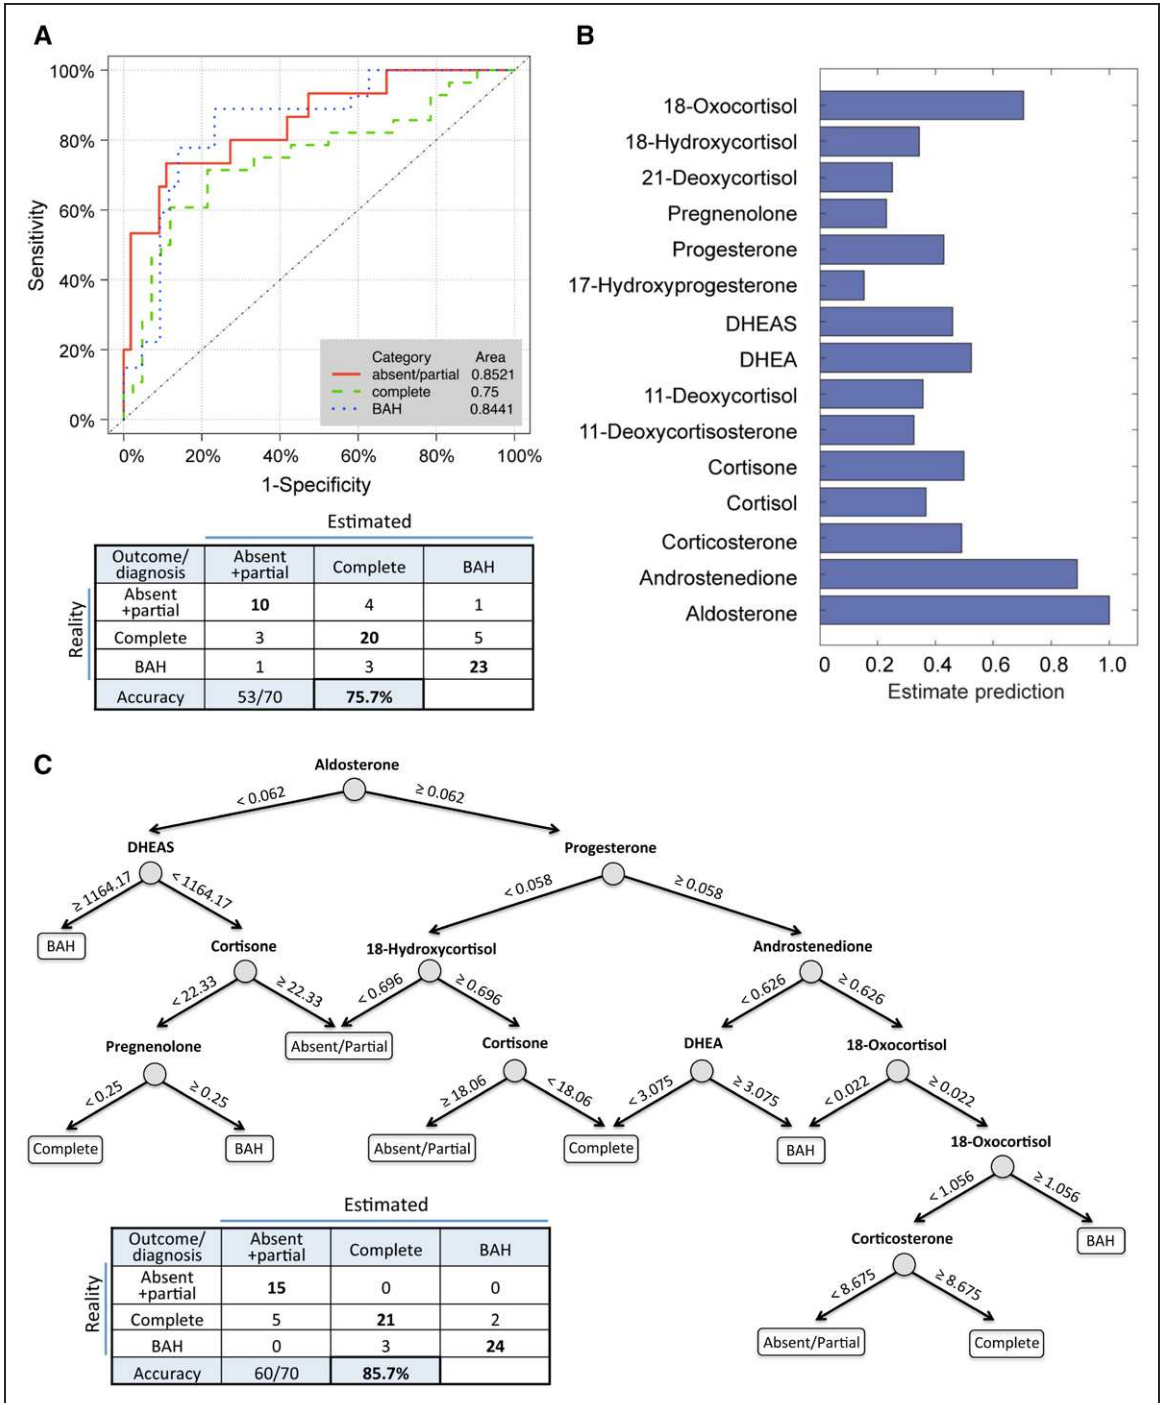 A
100%
80%
60%
40%
20%
0%
Sensitivity
Category Area
absent/partial 0.8521
complete 0.75
BAH 0.8441
0% 20% 40% 60% 80% 100%
1-Specificity
Estimated
Reality
Outcome/ Absent Complete BAH
diagnosis +partial
Absent 10 4 1
+partial
Complete 3 20 5
BAH 1 3 23
Accuracy 53/70 75.7%
B
18-Oxocortisol
18-Hydroxycortisol
21-Deoxycortisol
Pregnenolone
Progesterone
17-Hydroxyprogesterone
DHEAS
DHEA
11-Deoxycortisol
11-Deoxycortisosterone
Cortisone
Cortisol
Corticosterone
Androstenedione
Aldosterone
0 0.2 0.4 0.6 0.8 1.0
Estimate prediction
C
Aldosterone
< 0.062 ≥ 0.062
DHEAS Progesterone
≥ 1164.17 < 1164.17 < 0.058 ≥ 0.058
BAH Cortisone 18-Hydroxycortisol Androstenedione
< 22.33 ≥ 22.33 < 0.696 ≥ 0.696 < 0.626 ≥ 0.626
Pregnenolone Absent/Partial Cortisone DHEA 18-Oxocortisol
< 0.25 ≥ 0.25 ≥ 18.06 < 18.06 < 3.075 ≥ 3.075 < 0.022 ≥ 0.022
Complete BAH Absent/Partial Complete BAH 18-Oxocortisol
< 1.056 ≥ 1.056
Corticosterone BAH
< 8.675 ≥ 8.675
Absent/Partial Complete
Estimated
Reality
Outcome/ Absent Complete BAH
diagnosis +partial
Absent 15 0 0
+partial
Complete 5 21 2
BAH 0 3 24
Accuracy 60/70 85.7%